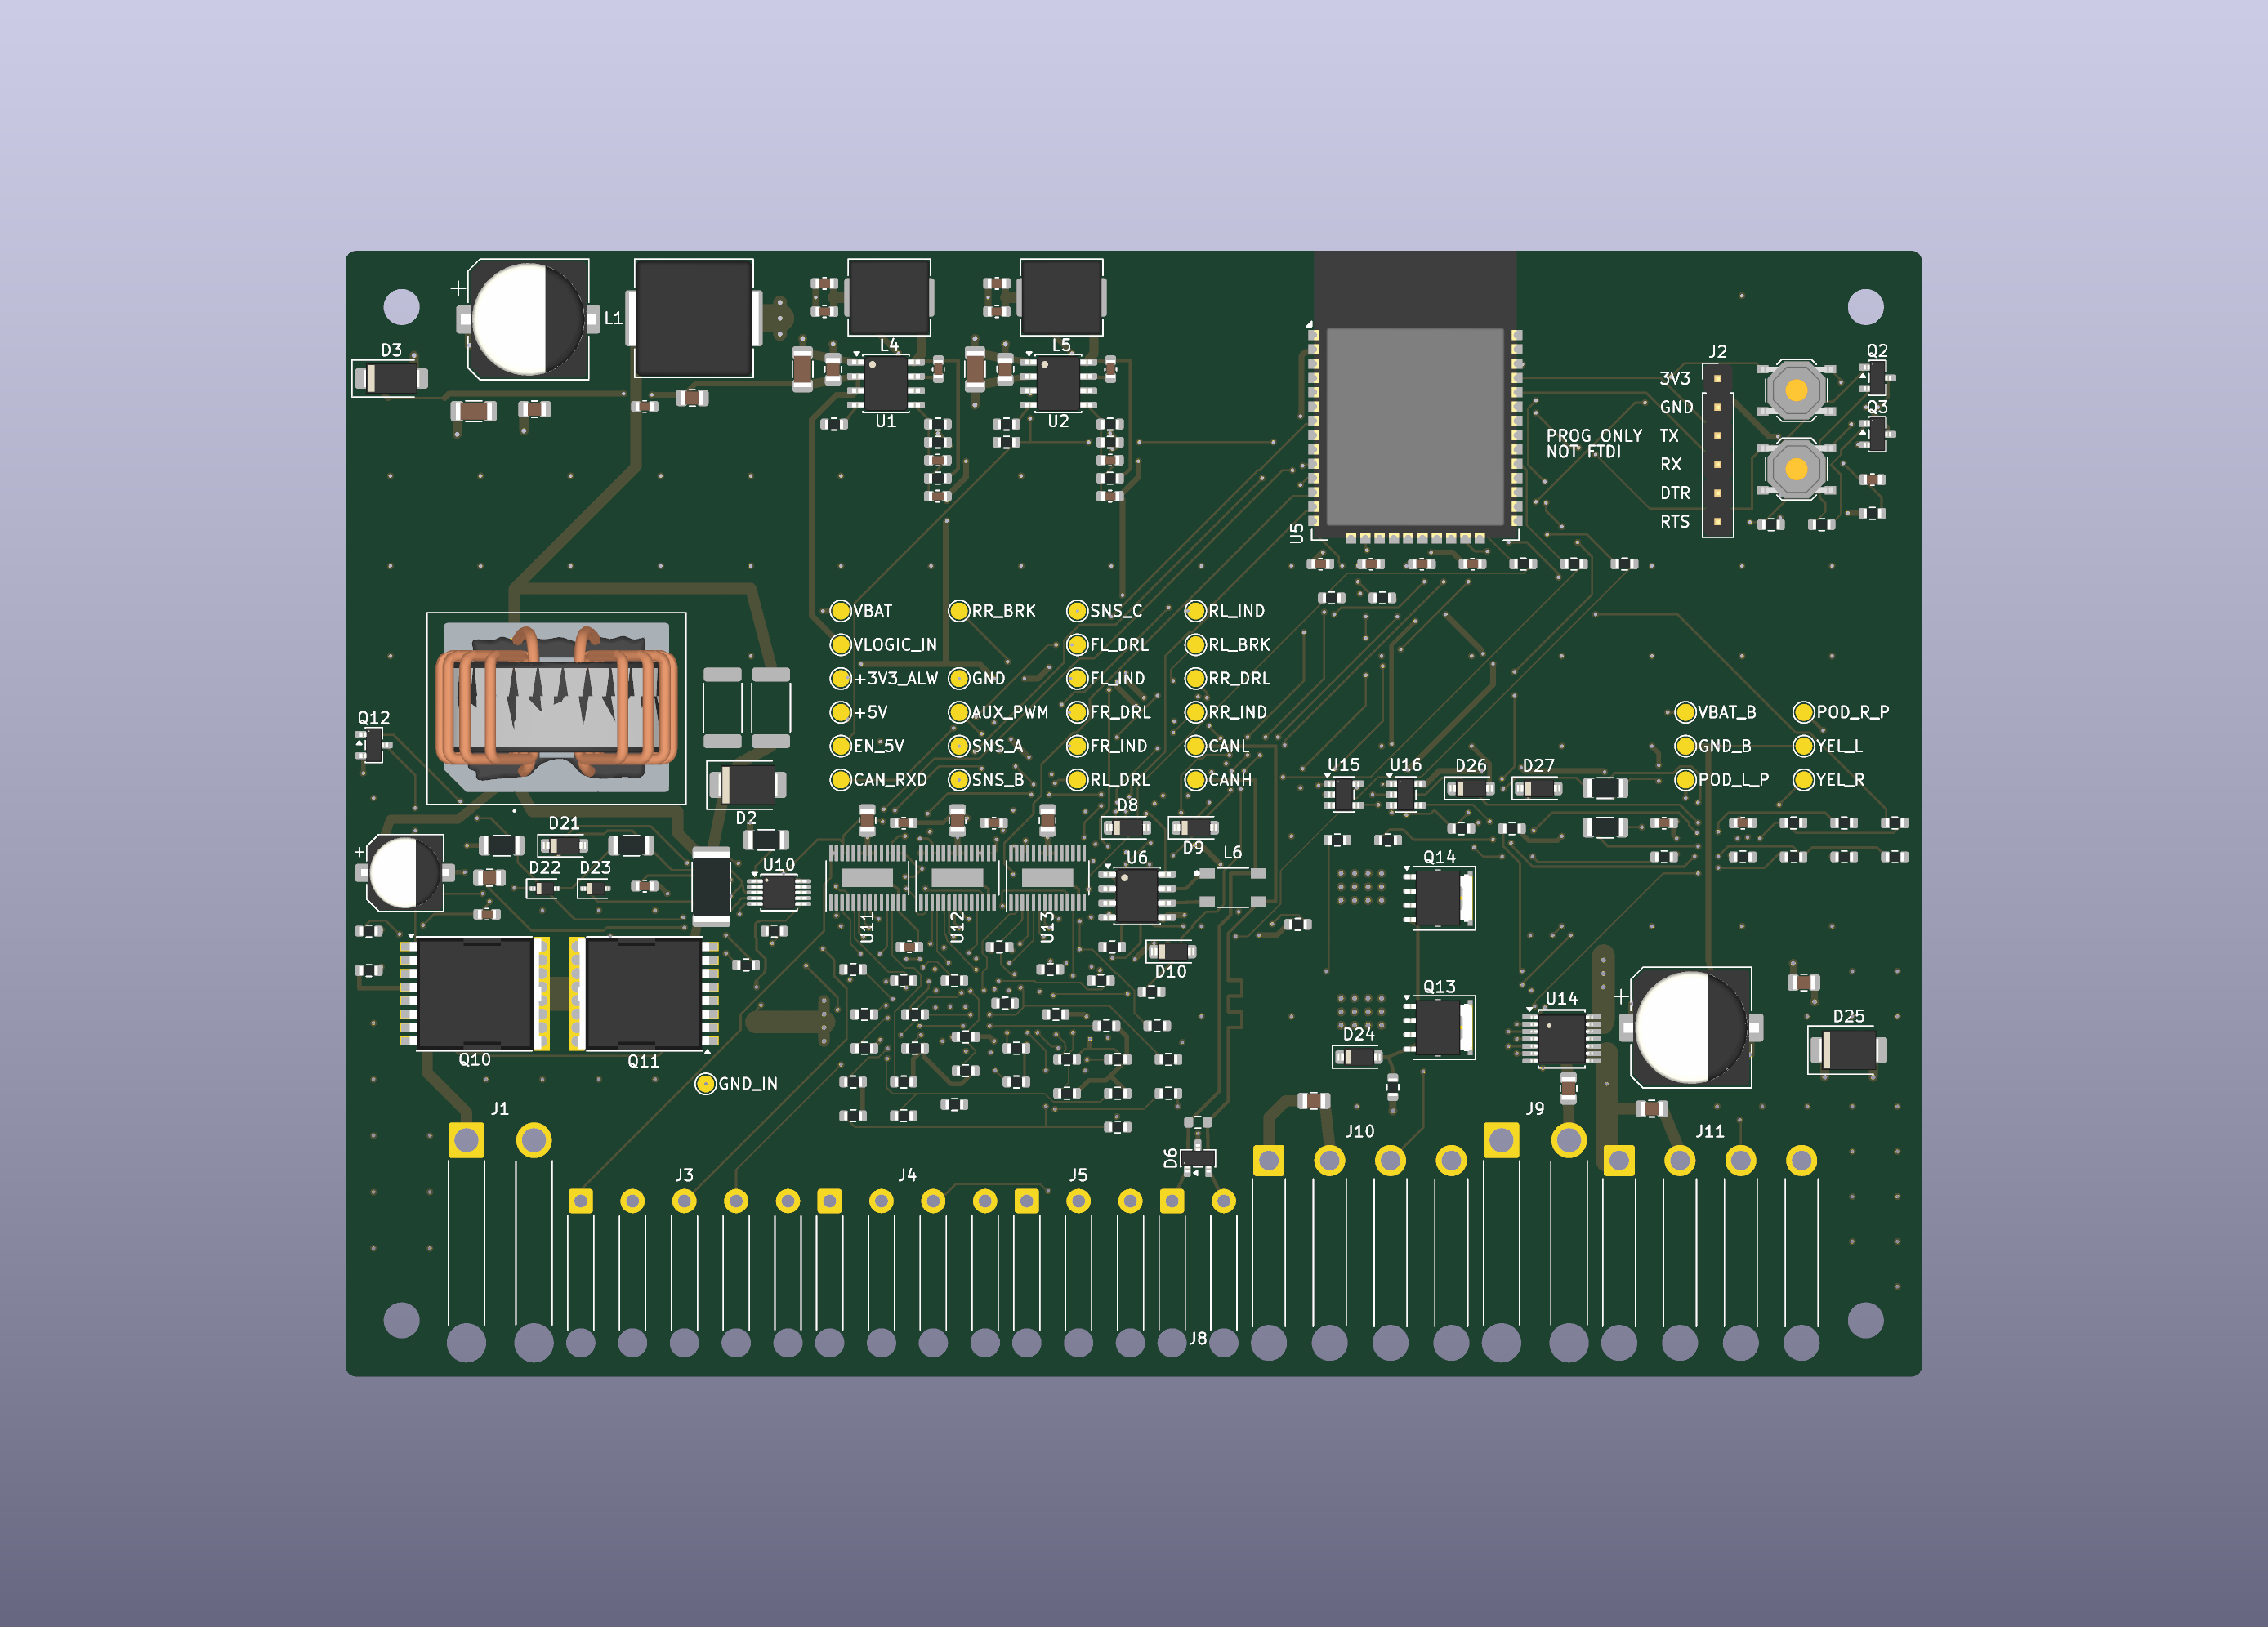 +
L1
D3
L4
L5
U1
U2
U5
J2
3V3
GND
TX
RX
DTR
RTS
PROG ONLY
NOT FTDI
Q2
Q3
VBAT
RR_BRK
SNS_C
RL_IND
VLOGIC_IN
FL_DRL
RL_BRK
+3V3_ALW
GND
FL_IND
RR_DRL
+5V
AUX_PWM
FR_DRL
RR_IND
EN_5V
SNS_A
FR_IND
CANL
CAN_RXD
SNS_B
RL_DRL
CANH
VBAT_B
POD_R_P
GND_B
YEL_L
POD_L_P
YEL_R
Q12
D2
U15
U16
D26
D27
D8
D9
D21
D22
D23
+
U10
U6
L6
Q14
U11
U12
U13
D10
Q13
U14
+
D25
D24
Q10
Q11
GND_IN
J1
J3
J4
J5
D6
J10
J9
J11
J8